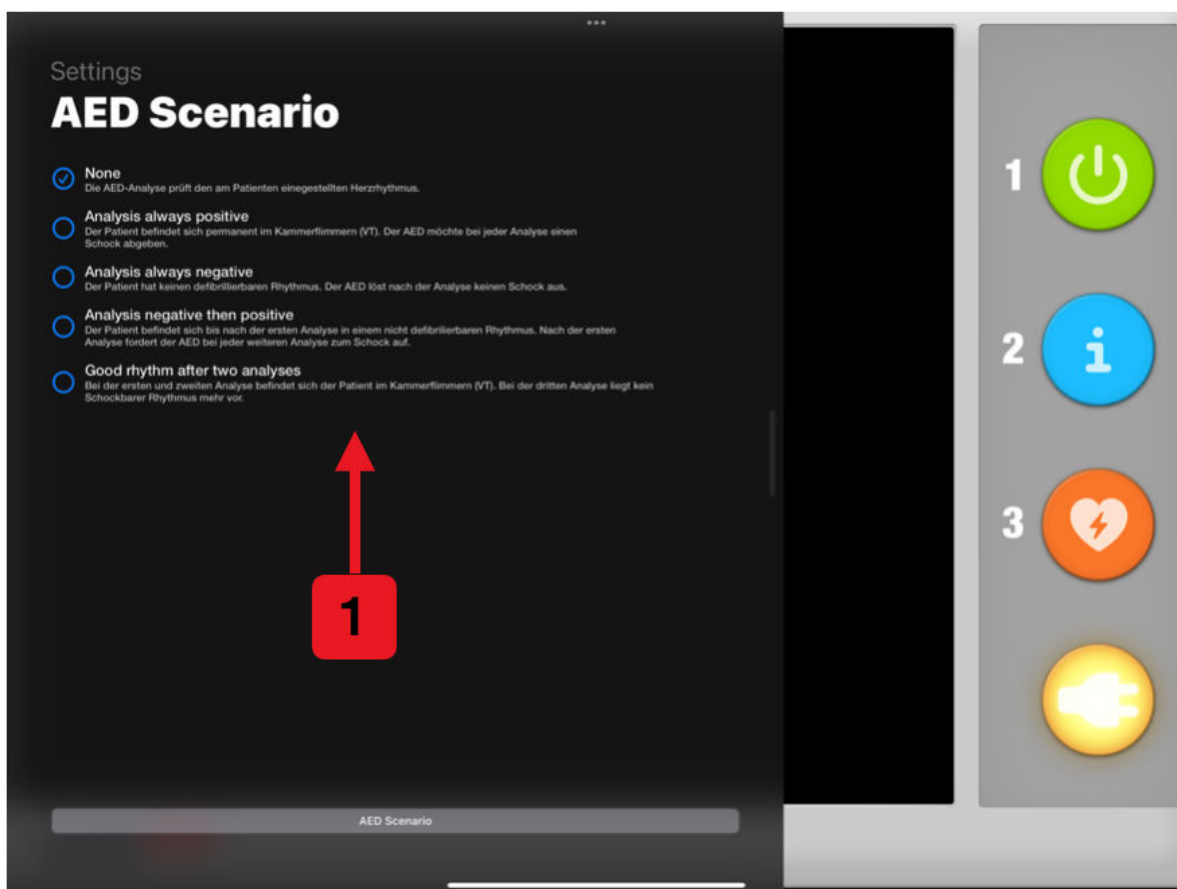 Settings
AED Scenario
None
Die AED-Analyse prüft den am Patienten eingestellten Herzrhythmus.
Analysis always positive
Der Patient befindet sich permanent im Kammerflimmern (VT). Der AED möchte bei jeder Analyse einen
Schock abgeben.
Analysis always negative
Der Patient hat keinen defibrillierbaren Rhythmus. Der AED löst nach der Analyse keinen Schock aus.
Analysis negative then positive
Der Patient befindet sich bis nach der ersten Analyse in einem nicht defibrilierbaren Rhythmus. Nach der ersten
Analyse fordert der AED bei jeder weiteren Analyse zum Schock auf.
Good rhythm after two analyses
Bei der ersten und zweiten Analyse befindet sich der Patient im Kammerflimmern (VT). Bei der dritten Analyse liegt kein
Schockbarer Rhythmus mehr vor.
1
AED Scenario
1
2
i
3